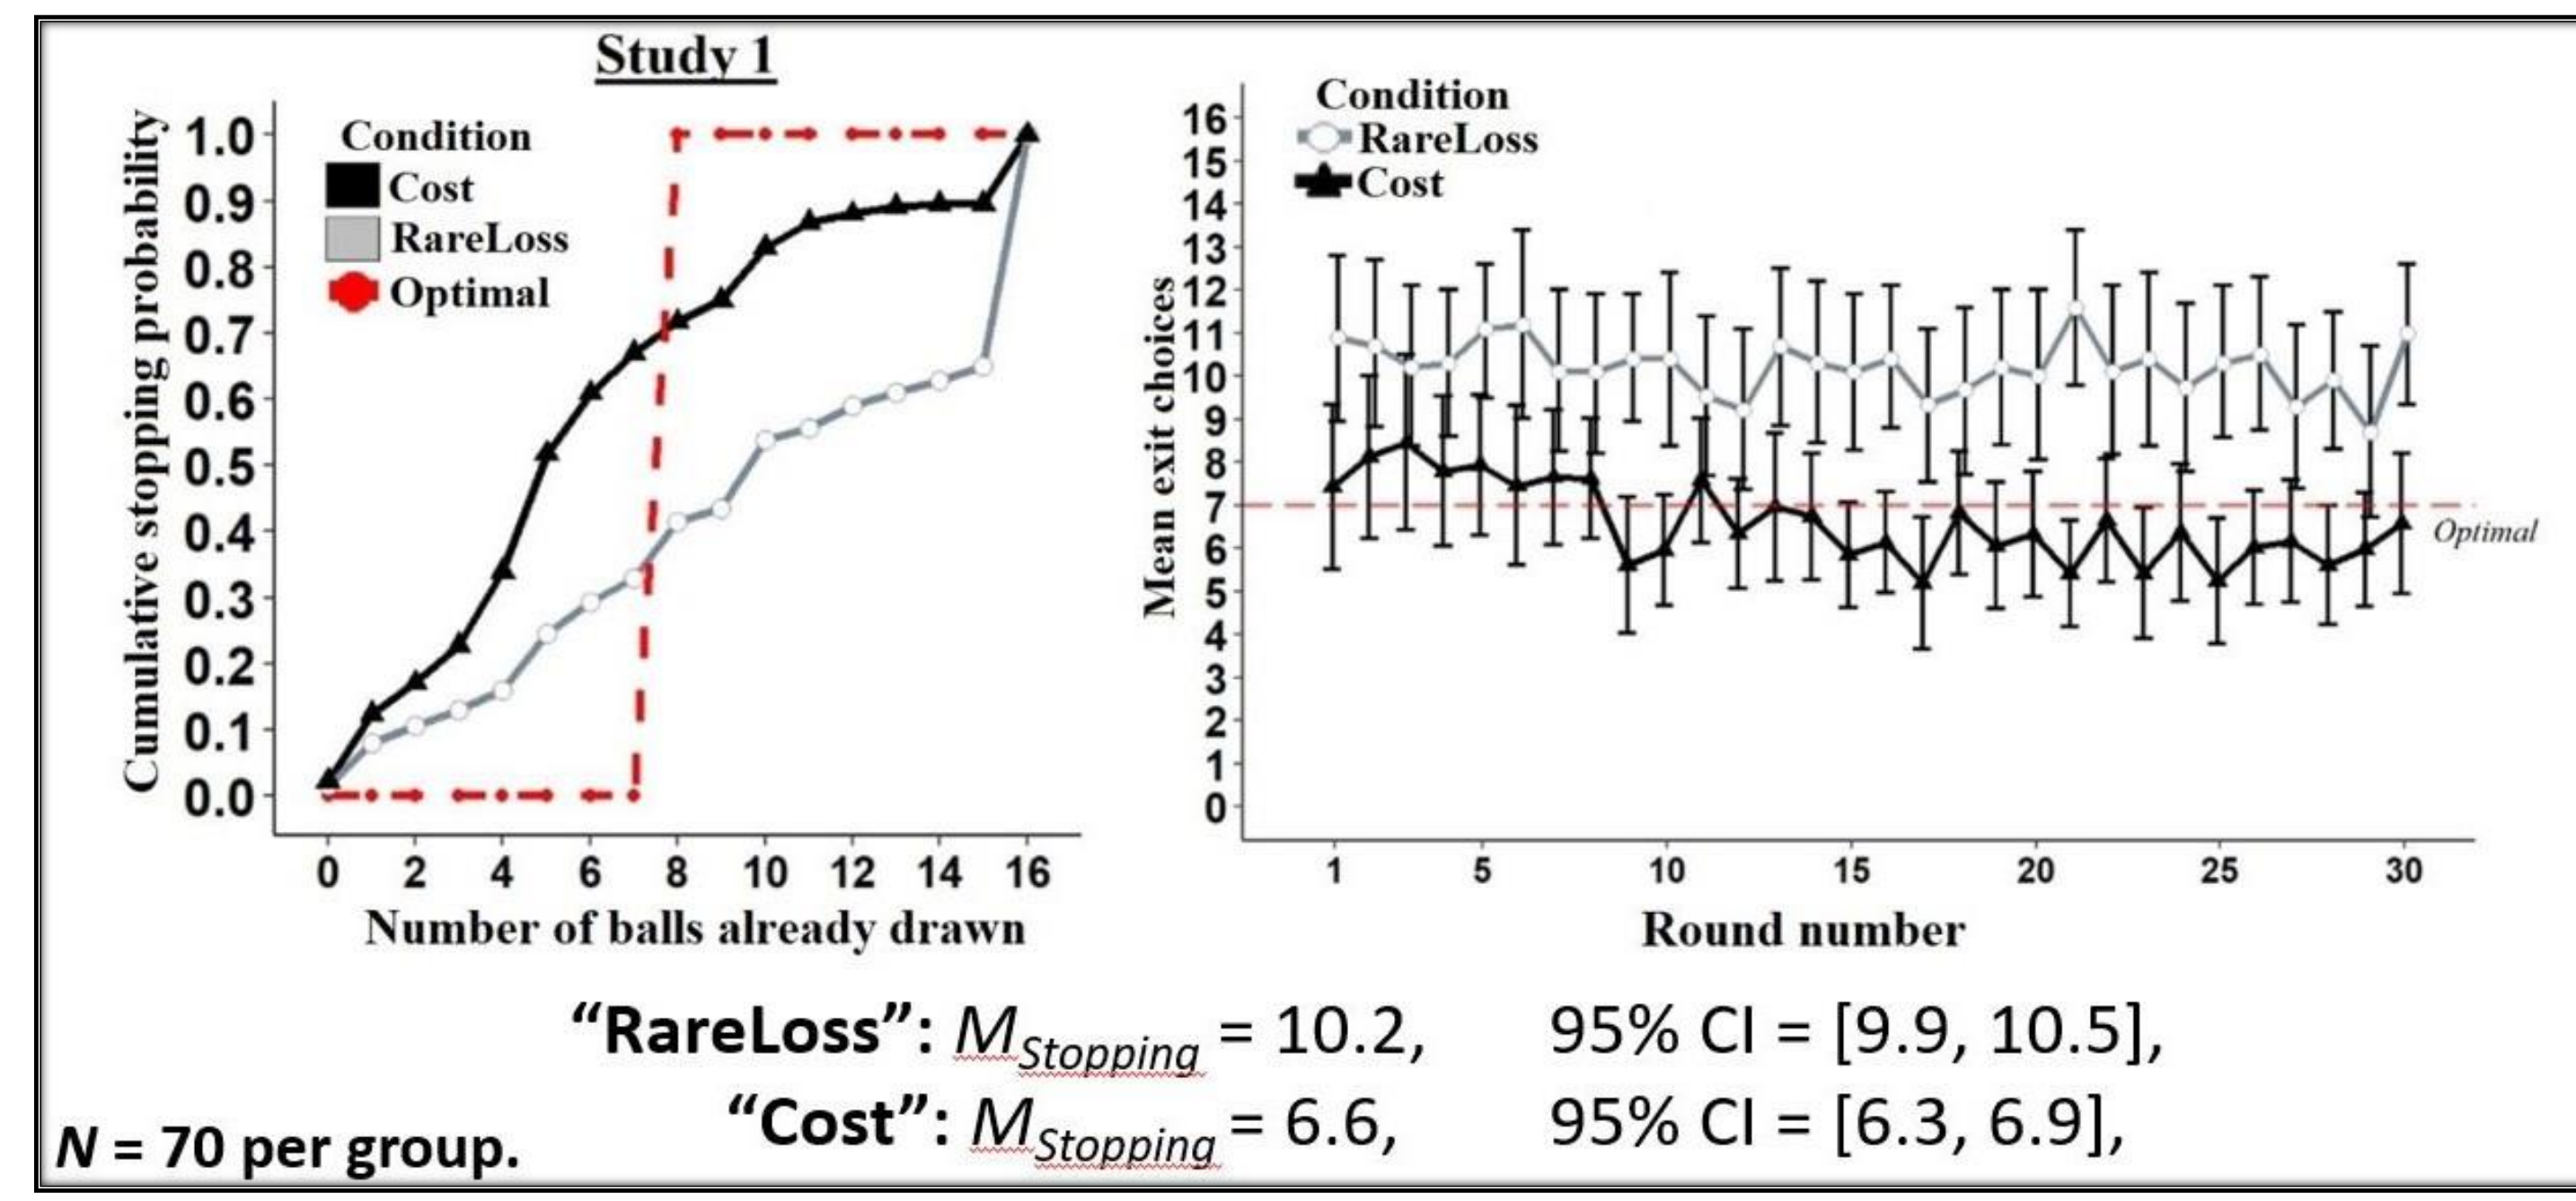 Study 1
Cumulative stopping probability
1.0
0.9
0.8
0.7
0.6
0.5
0.4
0.3
0.2
0.1
0.0
Condition
Cost
RareLoss
Optimal
0 2 4 6 8 10 12 14 16
Number of balls already drawn
Mean exit choices
16
15
14
13
12
11
10
9
8
7
6
5
4
3
2
1
0
Condition
RareLoss
Cost
Optimal
1 5 10 15 20 25 30
Round number
“RareLoss”: MStopping = 10.2, 95% CI = [9.9, 10.5],
“Cost”: MStopping = 6.6, 95% CI = [6.3, 6.9],
N = 70 per group.